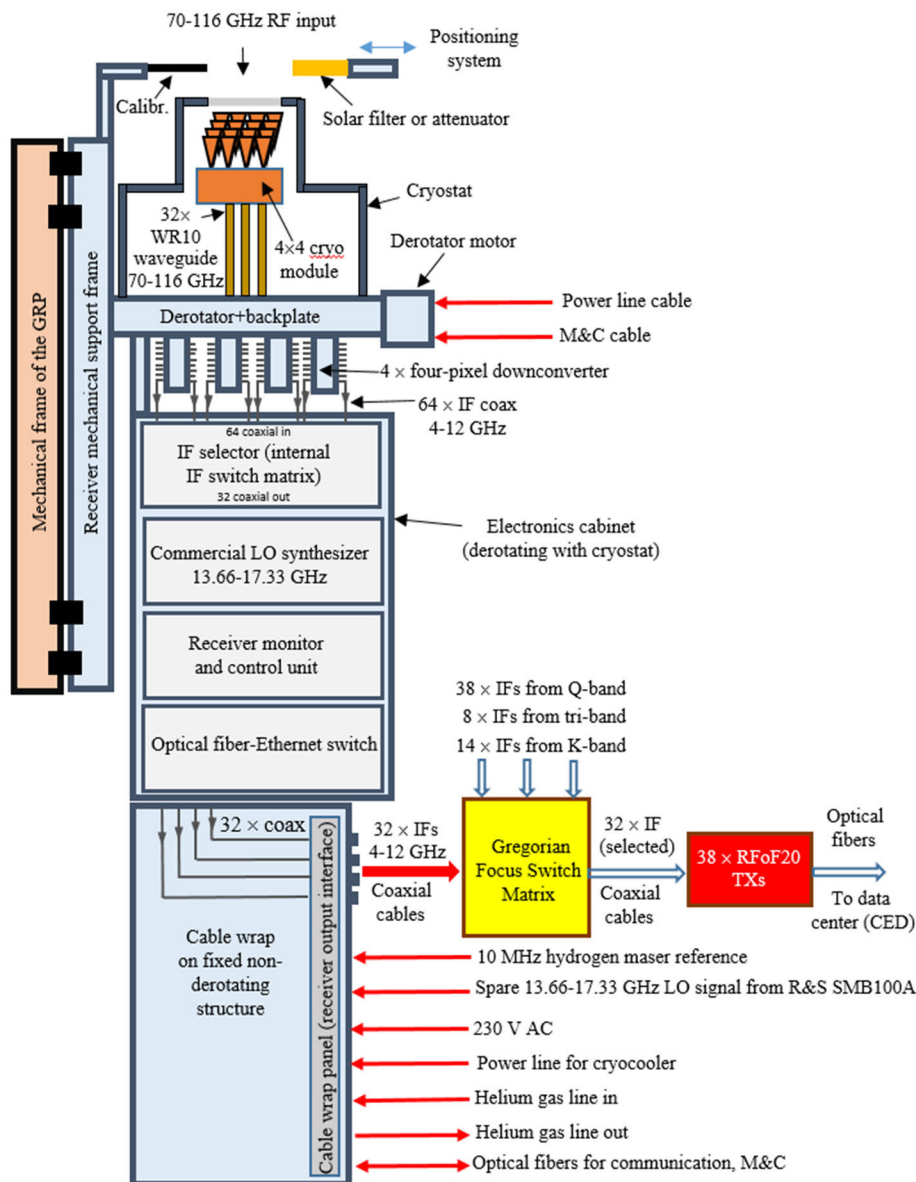 70-116 GHz RF input
Positioning
system
Calibr.
Solar filter or attenuator
Cryostat
32×
WR10
waveguide
70-116 GHz
4×4 cryo
module
Derotator motor
Derotator+backplate
Power line cable
M&C cable
4 × four-pixel downconverter
64 × IF coax
4-12 GHz
Mechanical frame of the GRP
Receiver mechanical support frame
64 coaxial in
IF selector (internal
IF switch matrix)
32 coaxial out
Electronics cabinet
(derotating with cryostat)
Commercial LO synthesizer
13.66-17.33 GHz
Receiver monitor
and control unit
Optical fiber-Ethernet switch
38 × IFs from Q-band
8 × IFs from tri-band
14 × IFs from K-band
32 × coax
Cable wrap panel (receiver output interface)
32 × IFs
4-12 GHz
Coaxial
cables
Gregorian
Focus Switch
Matrix
32 × IF
(selected)
Coaxial
cables
38 × RFoF20
TXs
Optical
fibers
To data
center (CED)
Cable wrap
on fixed non-
derotating
structure
10 MHz hydrogen maser reference
Spare 13.66-17.33 GHz LO signal from R&S SMB100A
230 V AC
Power line for cryocooler
Helium gas line in
Helium gas line out
Optical fibers for communication, M&C